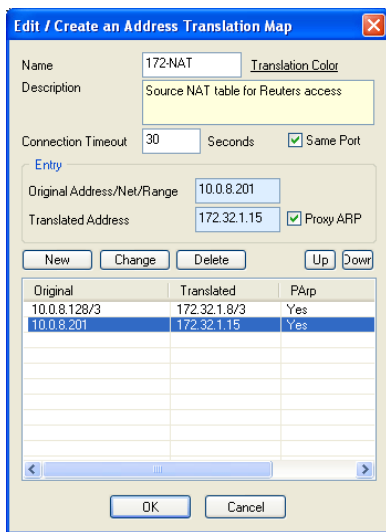 Edit / Create an Address Translation Map
Name 172-NAT Translation Color
Description Source NAT table for Reuters access
Connection Timeout 30 Seconds Same Port
Entry
Original Address/Net/Range 10.0.8.201
Translated Address 172.32.1.15 Proxy ARP
New Change Delete Up Down
Original Translated PArp
10.0.8.128/3 172.32.1.8/3 Yes
10.0.8.201 172.32.1.15 Yes
OK Cancel